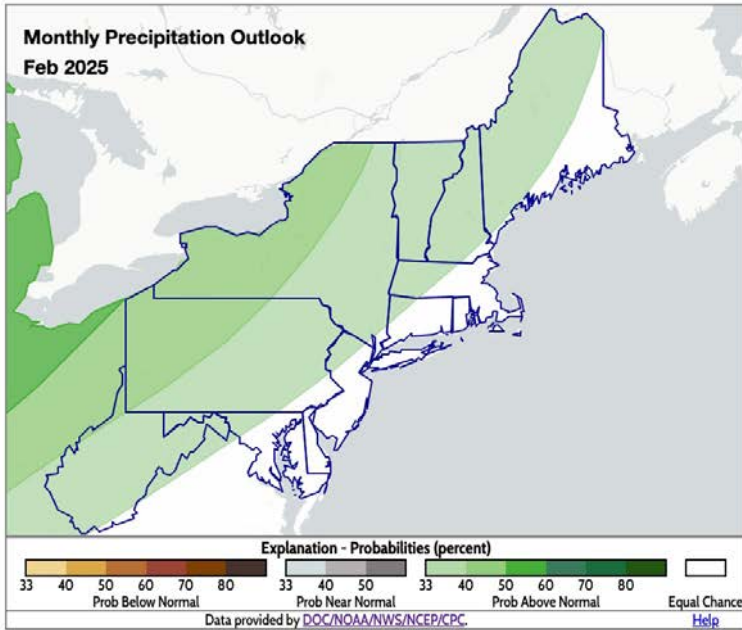 Monthly Precipitation Outlook
Feb 2025
Explanation - Probabilities (percent)
33 40 50 60 70 80 33 40 50 33 40 50 60 70 80
Prob Below Normal Prob Near Normal Prob Above Normal Equal Chance
Data provided by DOC/NOAA/NWS/NCEP/CPC. Help